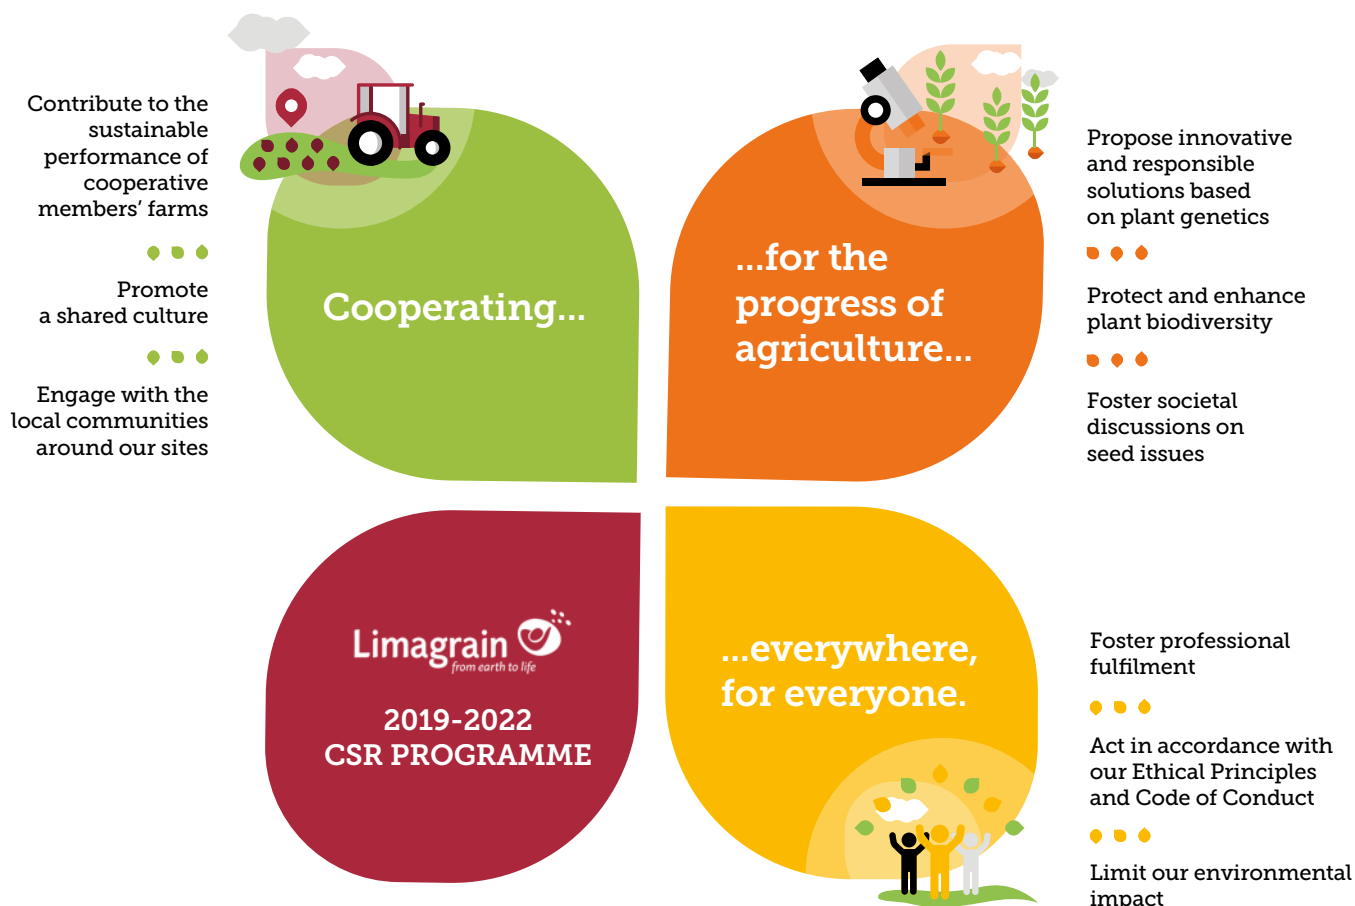 Contribute to the
sustainable
performance of
cooperative
members’ farms
Promote
a shared culture
Engage with the
local communities
around our sites
Cooperating...
...for the
progress of
agriculture...
Propose innovative
and responsible
solutions based
on plant genetics
Protect and enhance
plant biodiversity
Foster societal
discussions on
seed issues
Limagrain
from earth to life
2019-2022
CSR PROGRAMME
...everywhere,
for everyone.
Foster professional
fulfilment
Act in accordance with
our Ethical Principles
and Code of Conduct
Limit our environmental
impact